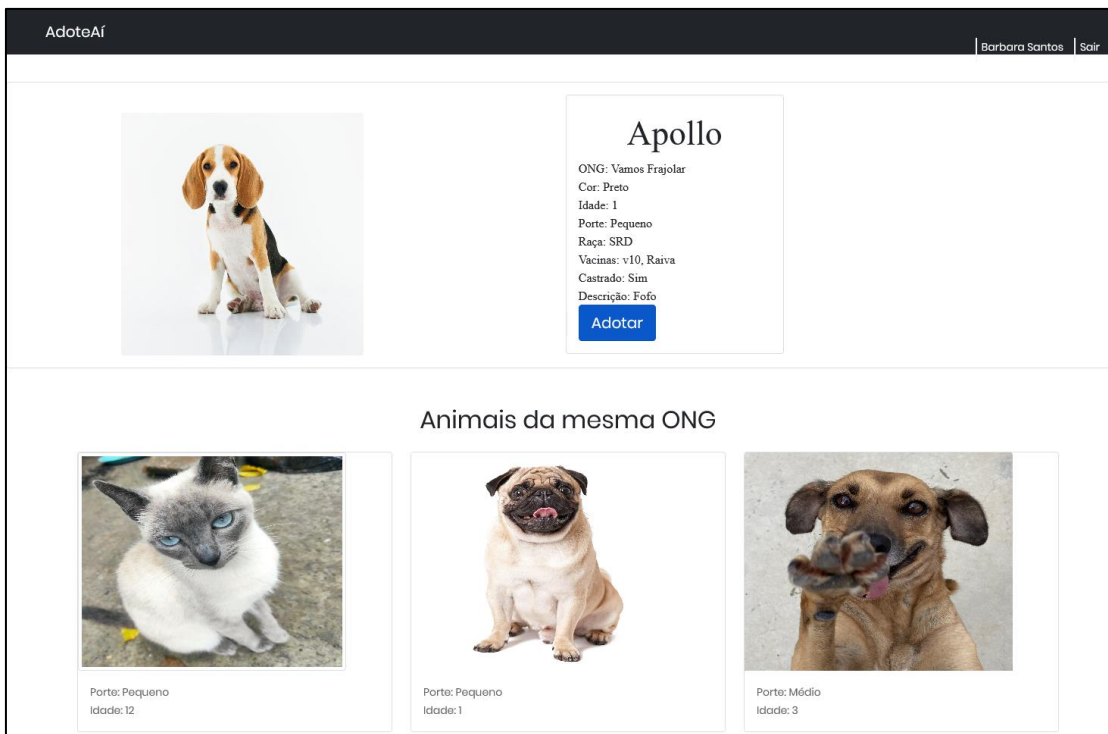 AdoteAí
Barbara Santos
Sair
Apollo
ONG: Vamos Frajolar
Cor: Preto
Idade: 1
Porte: Pequeno
Raça: SRD
Vacinas: v10, Raiva
Castrado: Sim
Descrição: Fofo
Adotar
Animais da mesma ONG
Porte: Pequeno
Idade: 12
Porte: Pequeno
Idade: 1
Porte: Médio
Idade: 3